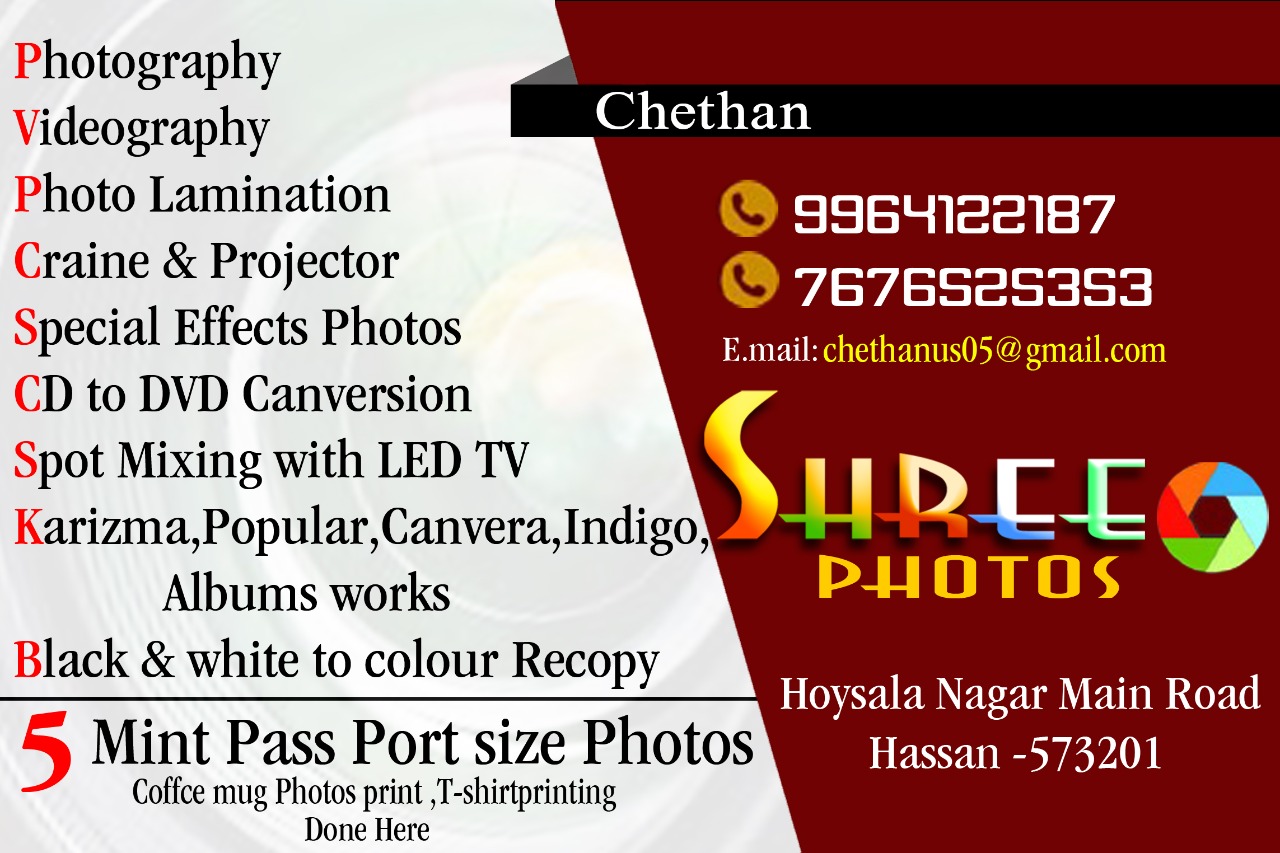 Photography
Videography
Photo Lamination
Craine & Projector
Special Effects Photos
CD to DVD Canversion
Spot Mixing with LED TV
Karizma,Popular,Canvera,Indigo,
Albums works
Black & white to colour Recopy
5 Mint Pass Port size Photos
Coffce mug Photos print ,T-shirtprinting
Done Here
Chethan
9964122187
7676525353
E.mail: chethanus05@gmail.com
SHREE
PHOTOS
Hoysala Nagar Main Road
Hassan -573201